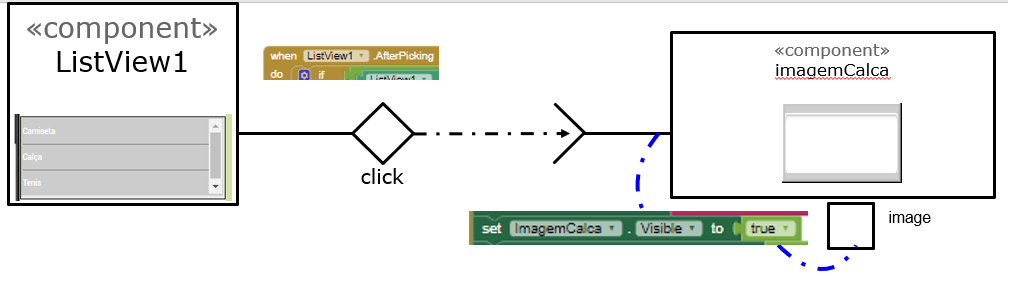 «component»
ListView1
Camiseta
Calça
Tenis
when ListView1 .AfterPicking
do if ListView1
click
«component»
imagemCalca
set ImagemCalca . Visible to true
image